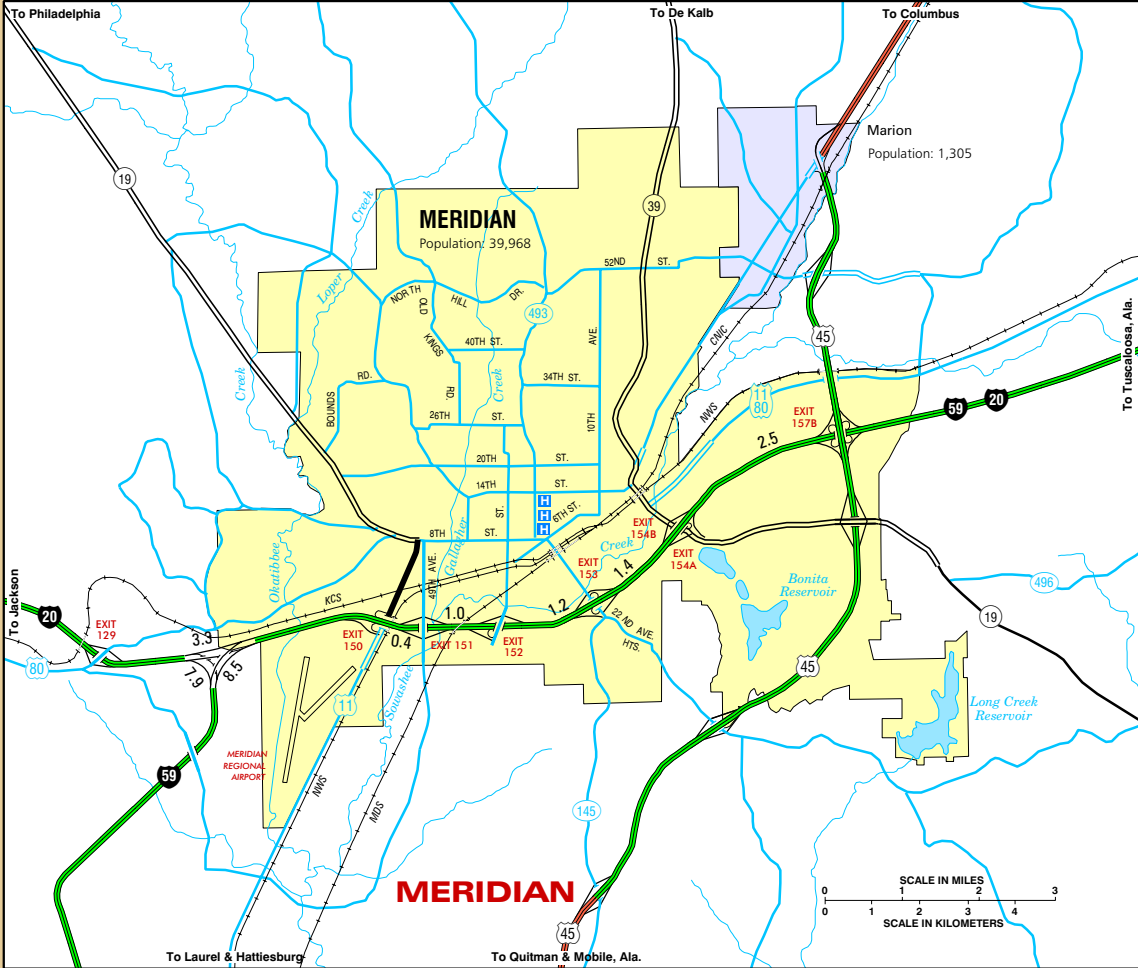 To Philadelphia
To De Kalb
To Columbus
Marion
Population: 1,305
19
Creek
39
MERIDIAN
Population: 39,968
52ND ST.
Loper
NORTH HILL DR.
OLD KINGS RD.
493
CNIC
45
To Tuscaloosa, Ala.
40TH ST.
AVE.
Creek
RD.
34TH ST.
Creek
BOUNDS
11
80
59
20
NWS
EXIT
157B
26TH ST.
10TH
2.5
20TH ST.
14TH ST.
H
H
H
6TH ST.
ST.
EXIT
154B
8TH ST.
Gallagher
Creek
EXIT
154A
49TH AVE.
EXIT
153
1.4
Okatibee
Bonita
Reservoir
496
To Jackson
20
KCS
EXIT
129
3.3
1.0
1.2
22 ND AVE.
HTS.
19
EXIT
150
0.4
EXIT 151
EXIT
152
80
7.9
8.5
45
11
Sowashee
Long Creek
Reservoir
MERIDIAN
REGIONAL
AIRPORT
59
NWS
MDS
145
MERIDIAN
SCALE IN MILES
0 1 2 3
0 1 2 3 4
SCALE IN KILOMETERS
45
To Laurel & Hattiesburg
To Quitman & Mobile, Ala.